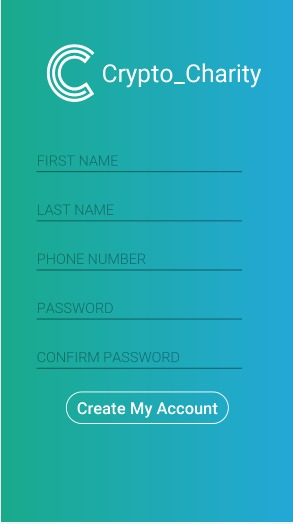 Crypto_Charity
FIRST NAME
LAST NAME
PHONE NUMBER
PASSWORD
CONFIRM PASSWORD
Create My Account